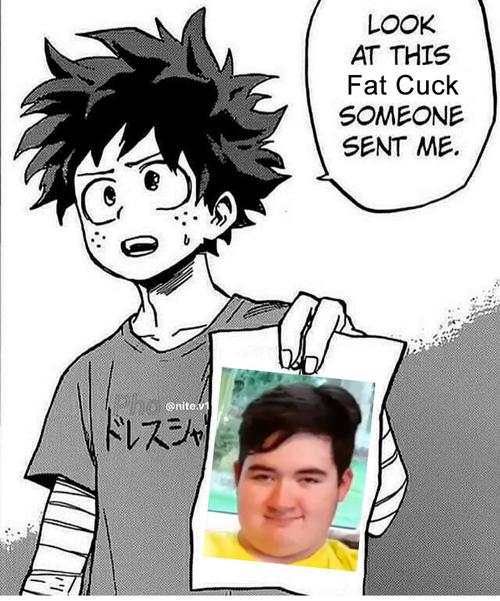 LOOK
AT THIS
Fat Cuck
SOMEONE
SENT ME.
@nite.v1
ドレスシャ